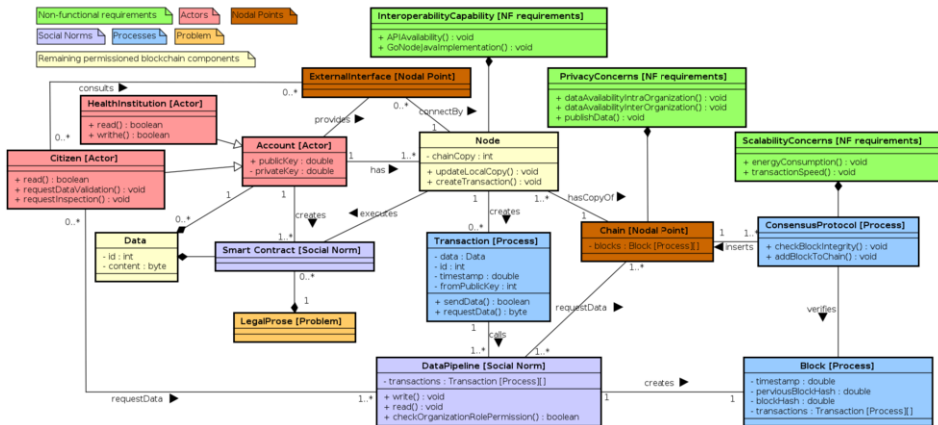 Non-functional requirements
Actors
Nodal Points
Social Norms
Processes
Problem
Remaining permissioned blockchain components
InteroperabilityCapability [NF requirements]
+ APIAvailability() : void
+ GoNodeJavaImplementation() : void
consults
ExternalInterface [Nodal Point]
0..*
0..*
PrivacyConcerns [NF requirements]
+ dataAvailabilityIntraOrganization() : void
+ dataAvailabilityInterOrganization() : void
+ publishData() : void
HealthInstitution [Actor]
+ read() : boolean
+ writhe() : boolean
provides
connectBy
0..*
1
1
Account [Actor]
+ publicKey : double
- privateKey : double
1
1..*
has
Node
- chainCopy : int
+ updateLocalCopy() : void
+ createTransaction() : void
ScalabilityConcerns [NF requirements]
+ energyConsumption() : void
+ transactionSpeed() : void
Citizen [Actor]
+ read() : boolean
+ requestDataValidation() : void
+ requestInspection() : void
0..*
1
0..*
1
creates
1..*
executes
1
creates
0..*
1..*
hasCopyOf
1
Data
- id : int
- content : byte
Smart Contract [Social Norm]
0..*
1
LegalProse [Problem]
Transaction [Process]
- data : Data
- id : int
- timestamp : double
- fromPublicKey : int
+ sendData() : boolean
+ requestData() : byte
Chain [Nodal Point]
- blocks : Block [Process][]
1..*
1
1..*
inserts
ConsensusProtocol [Process]
+ checkBlockIntegrity() : void
+ addBlockToChain() : void
requestData
verifies
1
calls
1..*
1..*
DataPipeline [Social Norm]
- transactions : Transaction [Process][]
+ write() : void
+ read() : void
+ checkOrganizationRolePermission() : boolean
requestData
1..*
1
creates
1
Block [Process]
- timestamp : double
- perviousBlockHash : double
- blockHash : double
- transactions : Transaction [Process][]